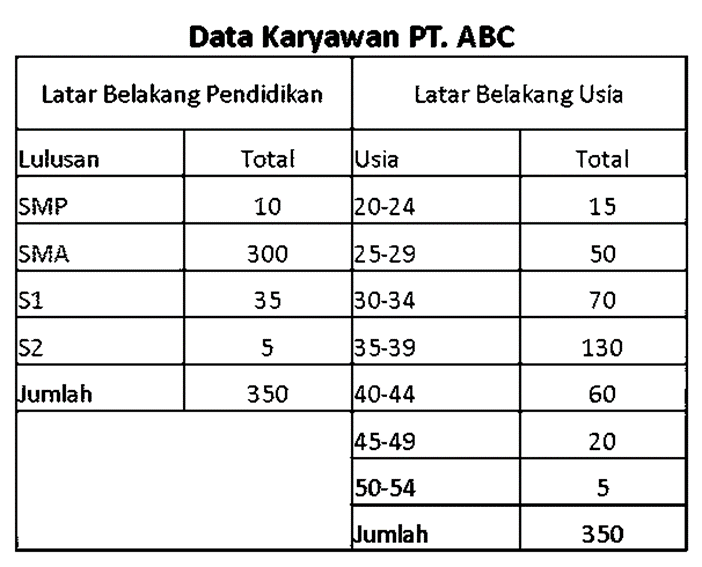 Data Karyawan PT. ABC
Latar Belakang Pendidikan Latar Belakang Usia
Lulusan Total Usia Total
SMP 10 20-24 15
SMA 300 25-29 50
S1 35 30-34 70
S2 5 35-39 130
Jumlah 350 40-44 60
45-49 20
50-54 5
Jumlah 350